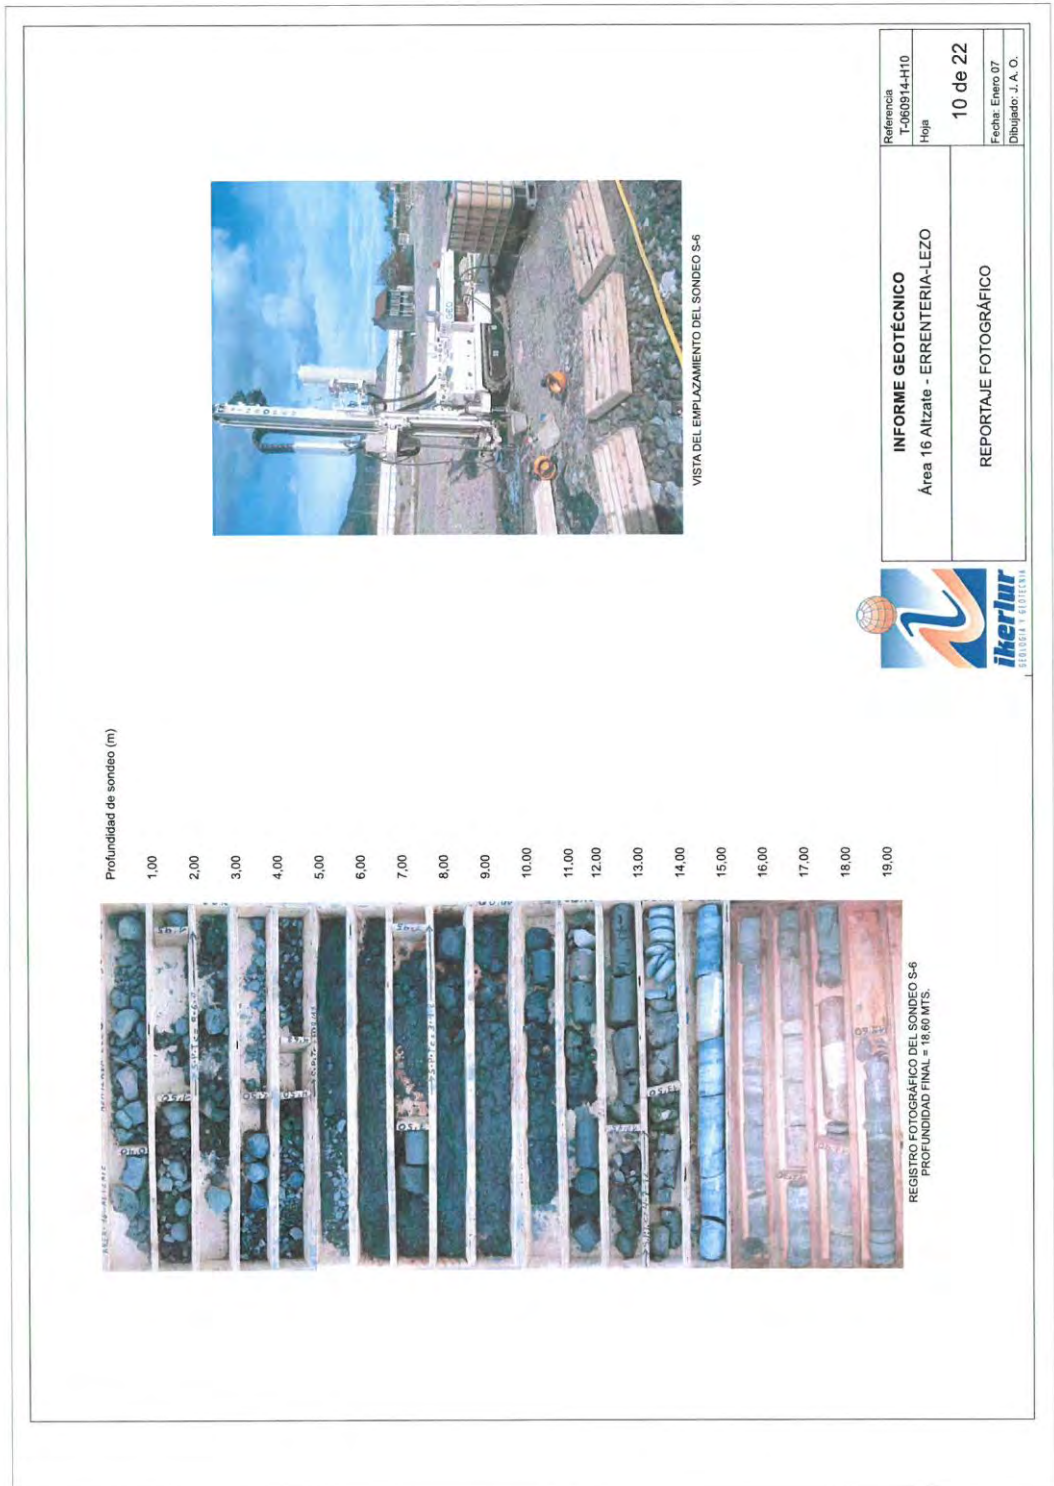 Profundidad de sondeo (m)
1,00
2,00
3,00
4,00
5,00
6,00
7,00
8,00
9.00
10.00
11.00
12.00
13.00
14,00
15,00
16,00
17,00
18,00
19,00
REGISTRO FOTOGRÁFICO DEL SONDEO S-6
PROFUNDIDAD FINAL = 18,60 MTS.
VISTA DEL EMPLAZAMIENTO DEL SONDEO S-6
ikerlur
GEOLOGIA Y GEOTECNIA
INFORME GEOTÉCNICO
Área 16 Altzate - ERRENTERIA-LEZO
REPORTAJE FOTOGRÁFICO
Referencia
T-060914-H10
Hoja
10 de 22
Fecha: Enero 07
Dibujado: J. A. O.